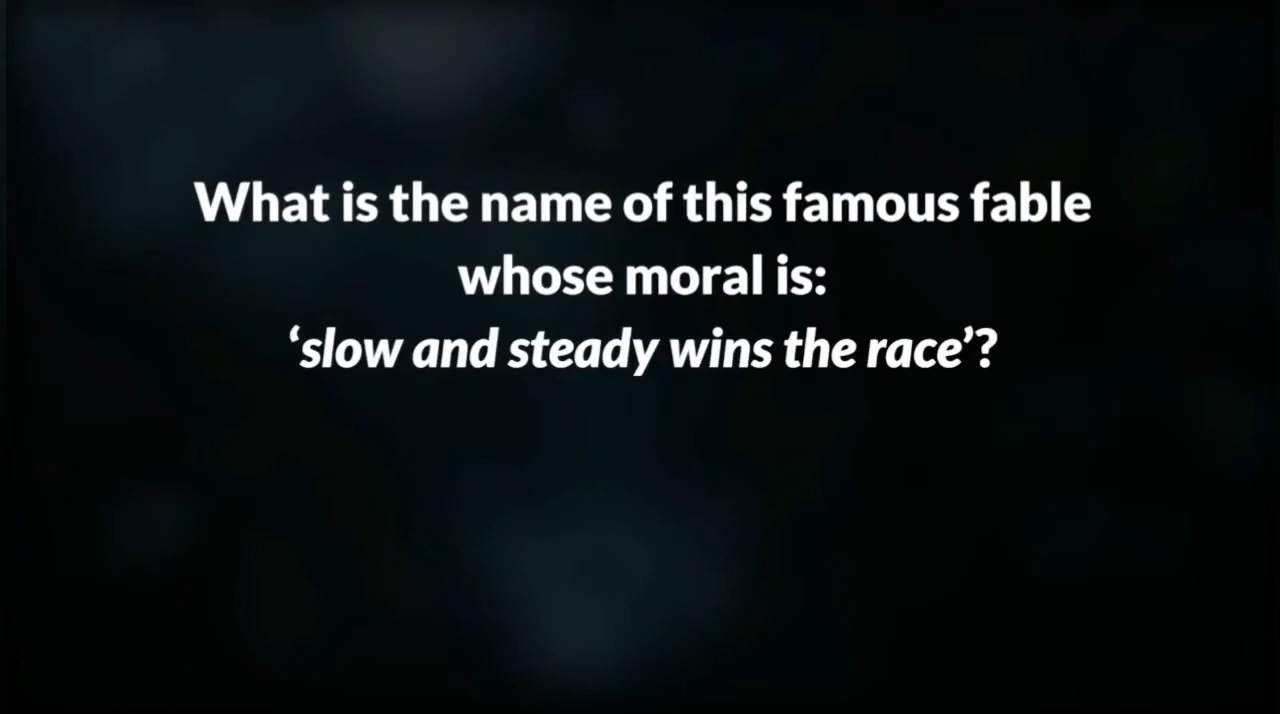 What is the name of this famous fable
whose moral is:
‘slow and steady wins the race’?